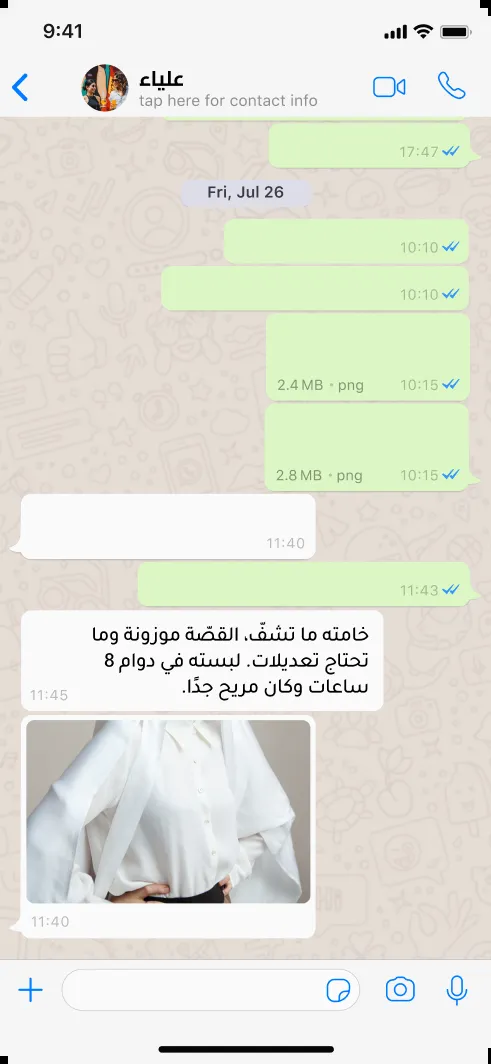 9:41
علياء
tap here for contact info
17:47
Fri, Jul 26
10:10
10:10
2.4 MB • png 10:15
2.8 MB • png 10:15
11:40
11:43
خامته ما تشفّ، القصّة موزونة وما
تحتاج تعديلات. لبسته في دوام 8
ساعات وكان مريح جدًا.
11:45
11:40